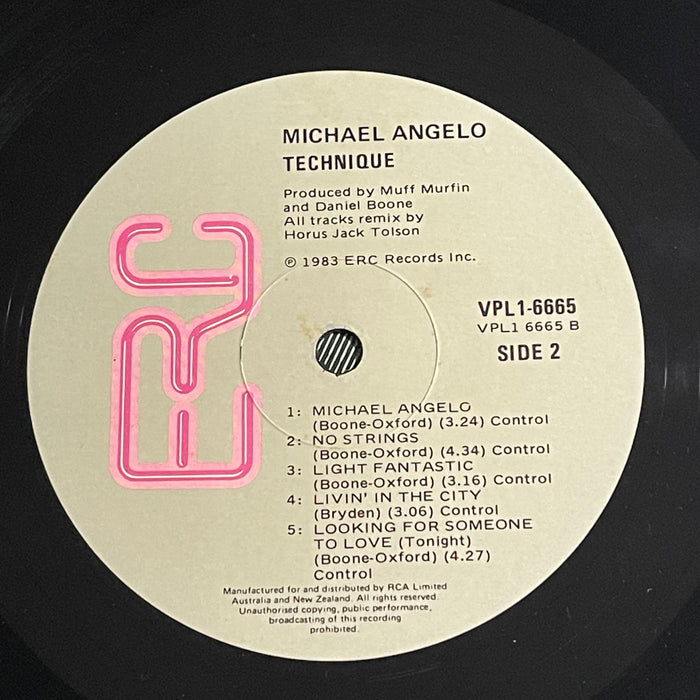 MICHAEL ANGELO
TECHNIQUE
Produced by Muff Murfin
and Daniel Boone
All tracks remix by
Horus Jack Tolson
℗ 1983 ERC Records Inc.
ERC
VPL1-6665
VPL1 6665 B
SIDE 2
1: MICHAEL ANGELO
(Boone-Oxford) (3.24) Control
2: NO STRINGS
(Boone-Oxford) (4.34) Control
3: LIGHT FANTASTIC
(Boone-Oxford) (3.16) Control
4: LIVIN' IN THE CITY
(Bryden) (3.06) Control
5: LOOKING FOR SOMEONE
TO LOVE (Tonight)
(Boone-Oxford) (4.27)
Control
Manufactured for and distributed by RCA Limited
Australia and New Zealand. All rights reserved.
Unauthorised copying, public performance,
broadcasting of this recording
prohibited.